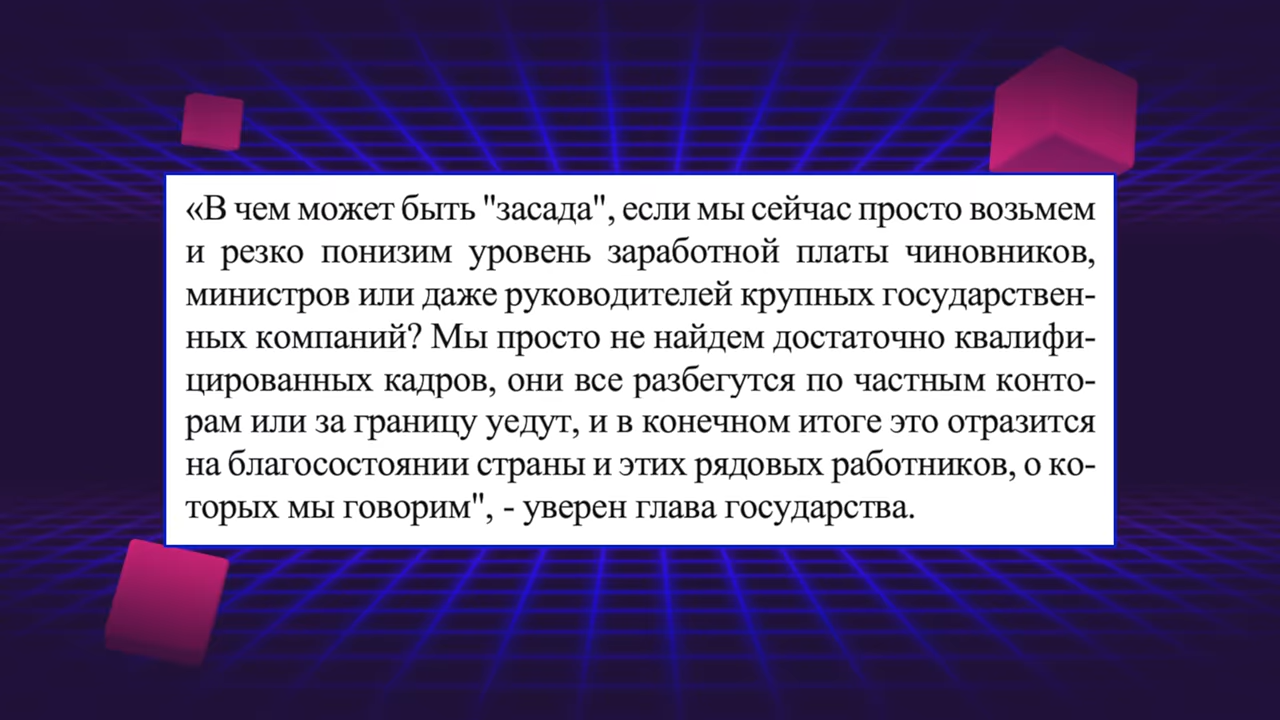 «В чем может быть "засада", если мы сейчас просто возьмем
и резко понизим уровень заработной платы чиновников,
министров или даже руководителей крупных государствен-
ных компаний? Мы просто не найдем достаточно квалифи-
цированных кадров, они все разбегутся по частным конто-
рам или за границу уедут, и в конечном итоге это отразится
на благосостоянии страны и этих рядовых работников, о ко-
торых мы говорим", - уверен глава государства.